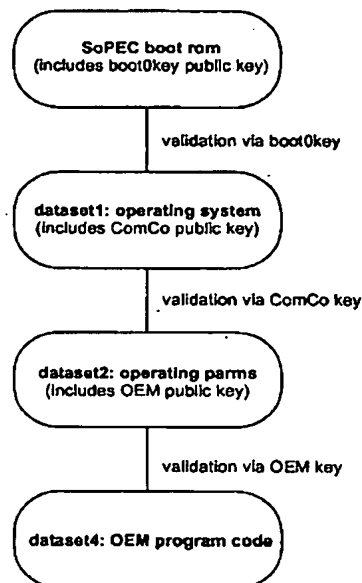 SoPEC boot rom
(includes boot0key public key)
validation via boot0key
dataset1: operating system
(includes ComCo public key)
validation via ComCo key
dataset2: operating parms
(includes OEM public key)
validation via OEM key
dataset4: OEM program code